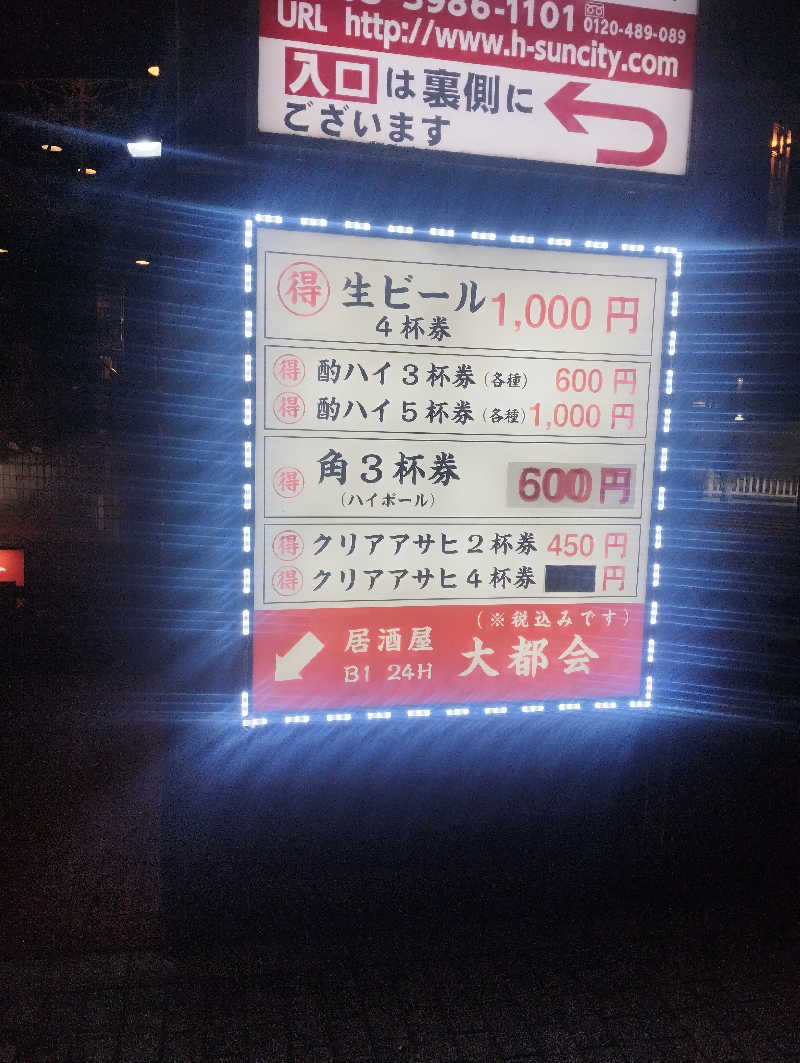 3986-1101 0120-489-089
URL http://www.h-suncity.com
入口は裏側に
ございます
得 生ビール 1,000円
4杯券
得 酌ハイ3杯券(各種) 600円
得 酌ハイ5杯券(各種) 1,000円
得 角3杯券 600円
(ハイボール)
得 クリアアサヒ2杯券 450円
得 クリアアサヒ4杯券 円
(※税込みです)
居酒屋 大都会
B1 24H